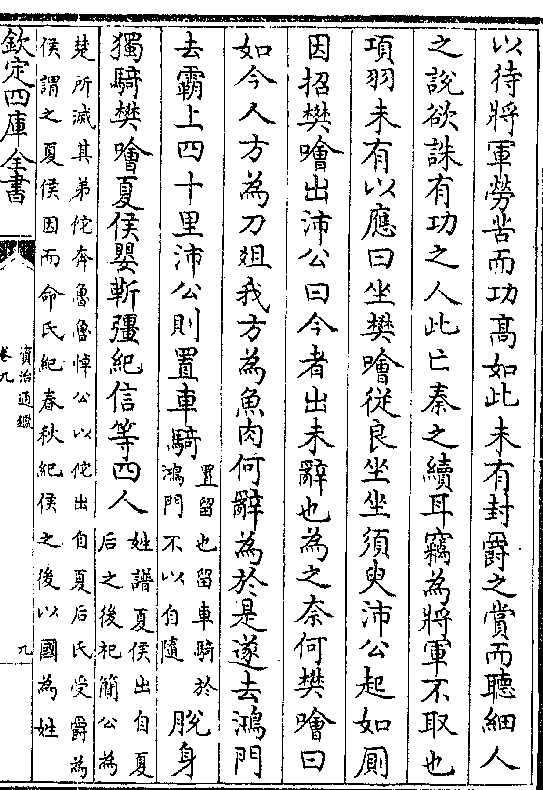 以待將軍勞苦而功髙如此未有封爵之賞而聽細人
之說欲誅有功之人此亡秦之續耳竊為將軍不取也
項羽未有以應曰坐樊噲從良坐坐須臾沛公起如厠
因招樊噲出沛公曰今者出未辭也為之奈何樊噲曰
如今人方為刀俎我方為魚肉何辭為於是遂去鴻門
去霸上四十里沛公則置車騎
置留也留車騎於
鴻門不以自隨
脫身
獨騎樊噲夏侯嬰靳彊紀信等四人
姓譜夏侯出自夏
后之後祀簡公為
楚所滅其弟佗奔魯魯悼公以佗出自夏后氏受爵為
侯謂之夏侯因而命氏紀春秋紀侯之後以國為姓
欽定四庫全書
資治通鑑
卷九
九